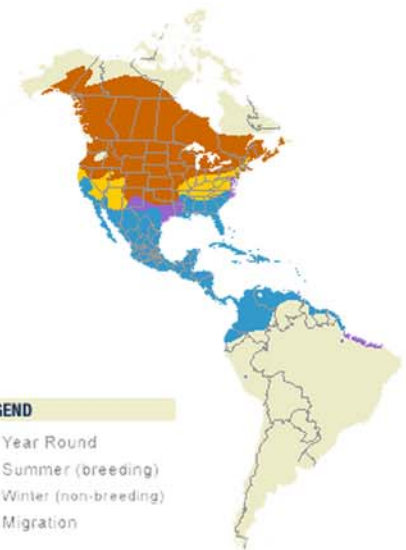 GEND
Year Round
Summer (breeding)
Winter (non-breeding)
Migration